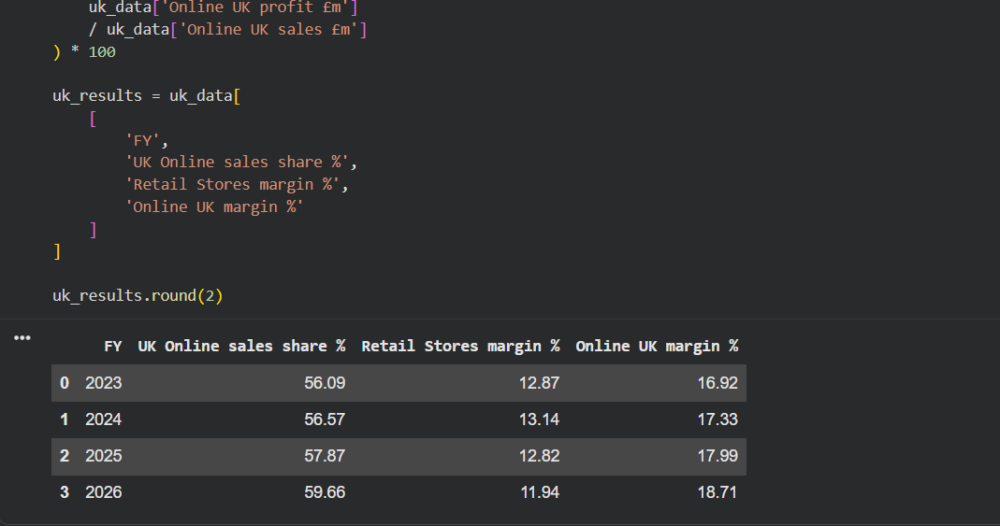 uk_data['Online UK profit £m']
/ uk_data['Online UK sales £m']
) * 100
uk_results = uk_data[
[
'FY',
'UK Online sales share %',
'Retail Stores margin %',
'Online UK margin %'
]
]
uk_results.round(2)
FY UK Online sales share % Retail Stores margin % Online UK margin %
0 2023 56.09 12.87 16.92
1 2024 56.57 13.14 17.33
2 2025 57.87 12.82 17.99
3 2026 59.66 11.94 18.71